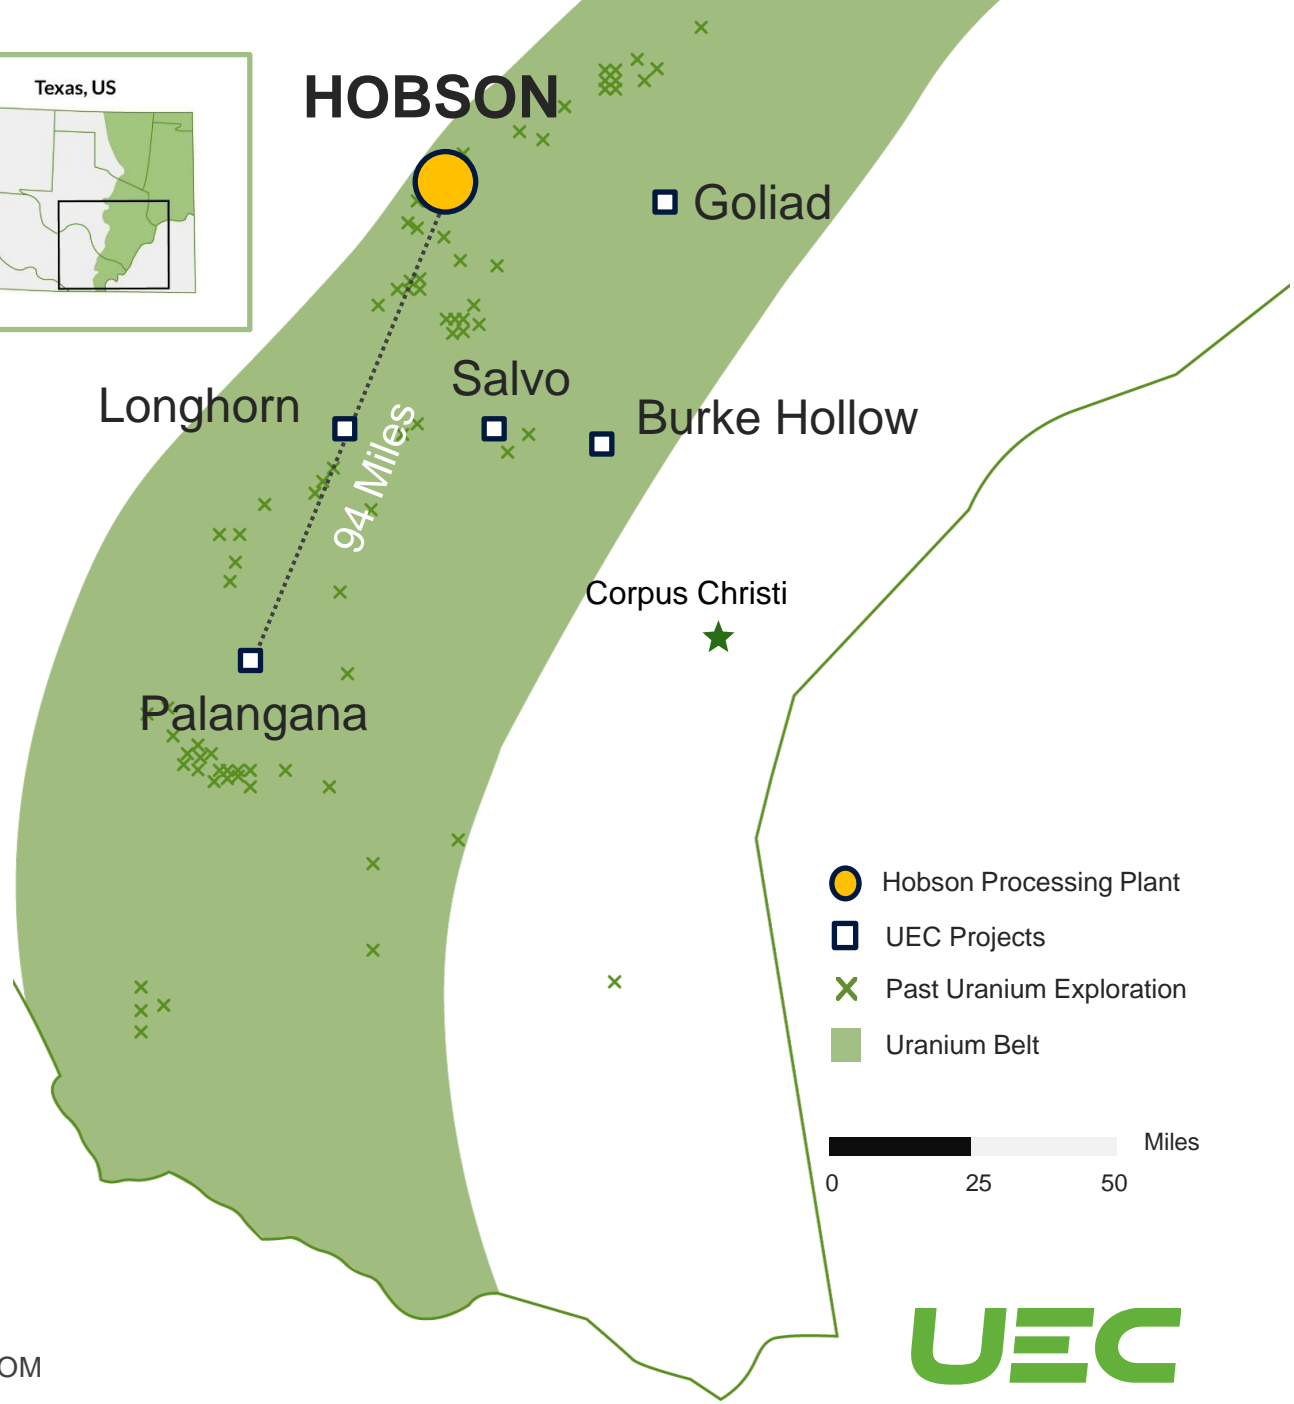 Texas, US
HOBSON
Goliad
Salvo
Longhorn
Burke Hollow
94 Miles
Corpus Christi
Palangana
Hobson Processing Plant
UEC Projects
Past Uranium Exploration
Uranium Belt
Miles
0 25 50
UEC
OM